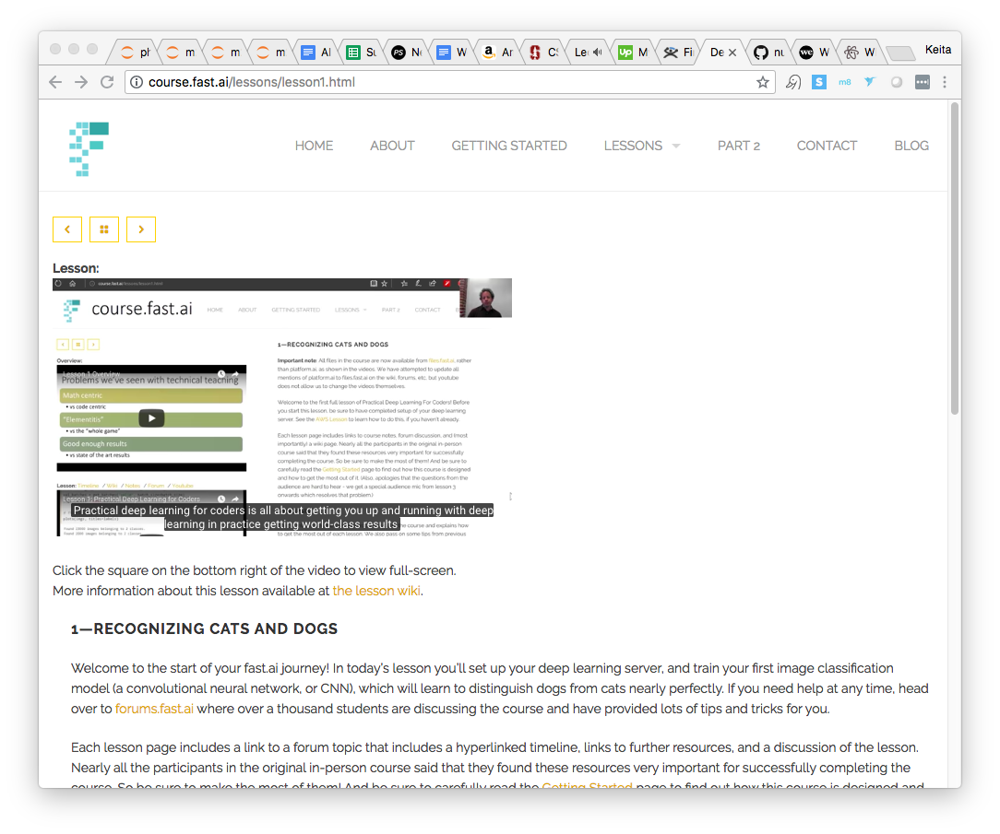 ph
m
m
m
Al
Su
Ne
W
Ar
CS
Le
M
Fi
De
nu
W
W
Keita
course.fast.ai/lessons/lesson1.html
m8
HOME
ABOUT
GETTING STARTED
LESSONS
PART 2
CONTACT
BLOG
Lesson:
course.fast.ai/lessons/lesson1.html
course.fast.ai
HOME
ABOUT
GETTING STARTED
LESSONS
PART 2
CONTACT
Overview:
Lesson 1 Overview
Problems we've seen with technical teaching
Math centric
• vs code centric
"Elementitis"
• vs the "whole game"
Good enough results
• vs state of the art results
Lesson: Timeline / Wiki / Notes / Forum / Youtube
Lesson 1: Practical Deep Learning for Coders
1—RECOGNIZING CATS AND DOGS
Important note: All files in the course are now available from files.fast.ai, rather
than platform.ai, as shown in the videos. We have attempted to update all
mentions of platform.ai to files.fast.ai on the wiki, forums, etc, but youtube
does not allow us to change the videos themselves.
Welcome to the first full lesson of Practical Deep Learning For Coders! Before
you start this lesson, be sure to have completed setup of your deep learning
server. See the AWS Lesson to learn how to do this, if you haven't already.
Each lesson page includes links to course notes, forum discussion, and (most
importantly) a wiki page. Nearly all the participants in the original in-person
course said that they found these resources very important for successfully
completing the course. So be sure to make the most of them! And be sure to
carefully read the Getting Started page to find out how this course is designed
and how to get the most out of it. (Also, apologies that the questions from the
audience are hard to hear - we get a special audience mic from lesson 3
onwards which resolves that problem.)
the course and explains how
to get the most out of each lesson. We also pass on some tips from previous
Practical deep learning for coders is all about getting you up and running with deep
learning in practice getting world-class results
Click the square on the bottom right of the video to view full-screen.
More information about this lesson available at the lesson wiki.
1—RECOGNIZING CATS AND DOGS
Welcome to the start of your fast.ai journey! In today's lesson you'll set up your deep learning server, and train your first image classification
model (a convolutional neural network, or CNN), which will learn to distinguish dogs from cats nearly perfectly. If you need help at any time, head
over to forums.fast.ai where over a thousand students are discussing the course and have provided lots of tips and tricks for you.
Each lesson page includes a link to a forum topic that includes a hyperlinked timeline, links to further resources, and a discussion of the lesson.
Nearly all the participants in the original in-person course said that they found these resources very important for successfully completing the
course. So be sure to make the most of them! And be sure to carefully read the Getting Started page to find out how this course is designed and